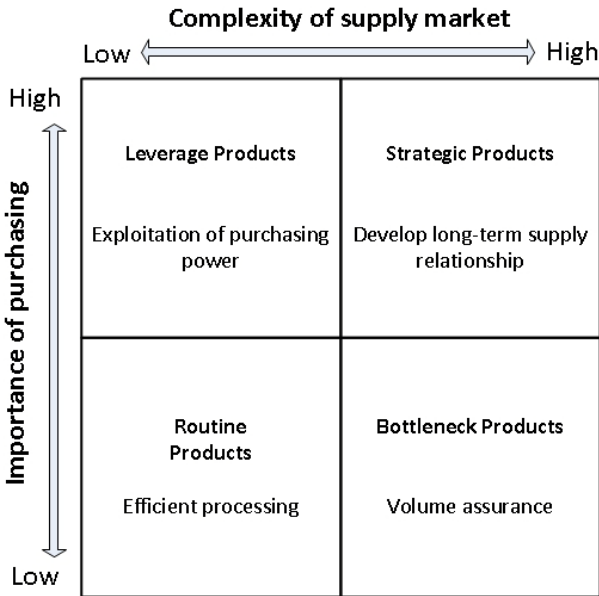 Complexity of supply market
Low
High
High
Importance of purchasing
Low
Leverage Products
Exploitation of purchasing
power
Strategic Products
Develop long-term supply
relationship
Routine
Products
Efficient processing
Bottleneck Products
Volume assurance